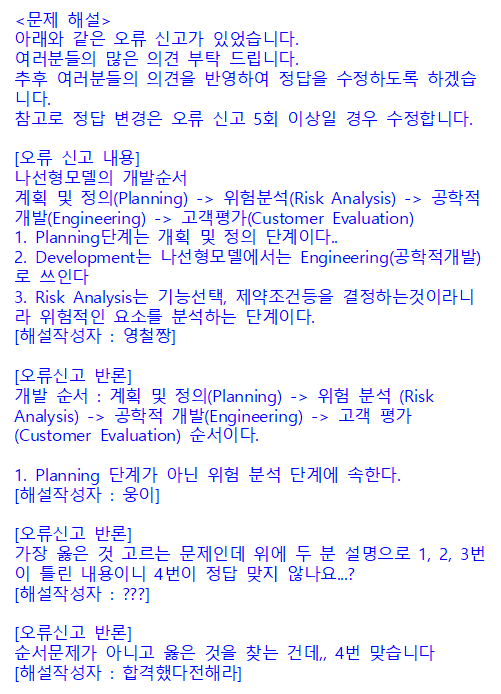 <문제 해설>
아래와 같은 오류 신고가 있었습니다.
여러분들의 많은 의견 부탁 드립니다.
추후 여러분들의 의견을 반영하여 정답을 수정하도록 하겠습
니다.
참고로 정답 변경은 오류 신고 5회 이상일 경우 수정합니다.
[오류 신고 내용]
나선형모델의 개발순서
계획 및 정의(Planning) -> 위험분석(Risk Analysis) -> 공학적
개발(Engineering) -> 고객평가(Customer Evaluation)
1. Planning단계는 개획 및 정의 단계이다..
2. Development는 나선형모델에서는 Engineering(공학적개발)
로 쓰인다
3. Risk Analysis는 기능선택, 제약조건등을 결정하는것이라니
라 위험적인 요소를 분석하는 단계이다.
[해설작성자 : 영철짱]
[오류신고 반론]
개발 순서 : 계획 및 정의(Planning) -> 위험 분석 (Risk
Analysis) -> 공학적 개발(Engineering) -> 고객 평가
(Customer Evaluation) 순서이다.
1. Planning 단계가 아닌 위험 분석 단계에 속한다.
[해설작성자 : 웅이]
[오류신고 반론]
가장 옳은 것 고르는 문제인데 위에 두 분 설명으로 1, 2, 3번
이 틀린 내용이니 4번이 정답 맞지 않나요...?
[해설작성자 : ???]
[오류신고 반론]
순서문제가 아니고 옳은 것을 찾는 건데,, 4번 맞습니다
[해설작성자 : 합격했다전해라]